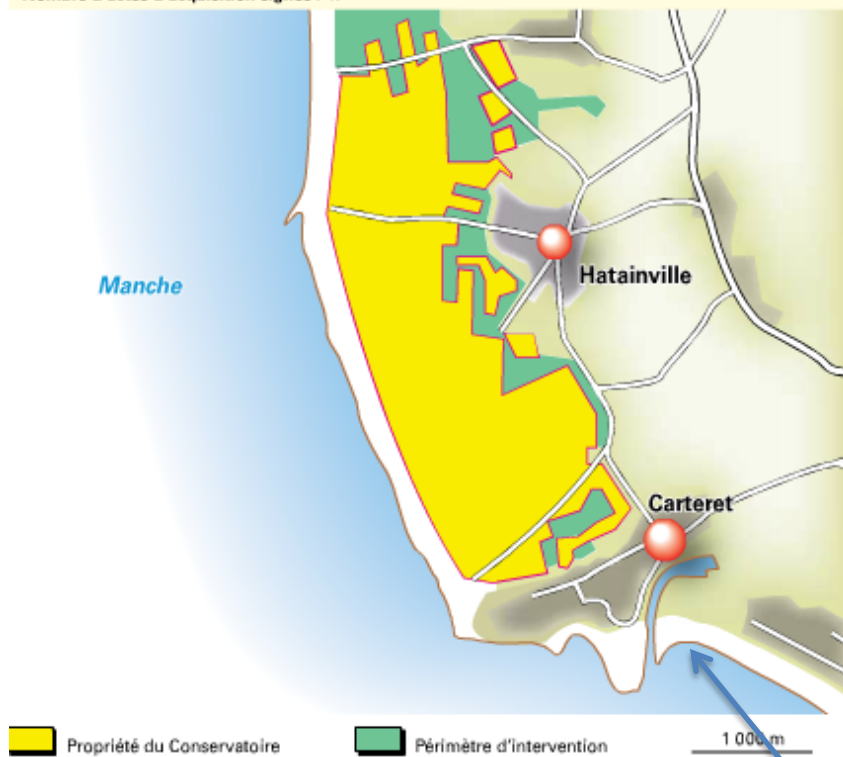 Manche
Hatainville
Carteret
Propriété du Conservatoire
Périmètre d'intervention
1 000 m